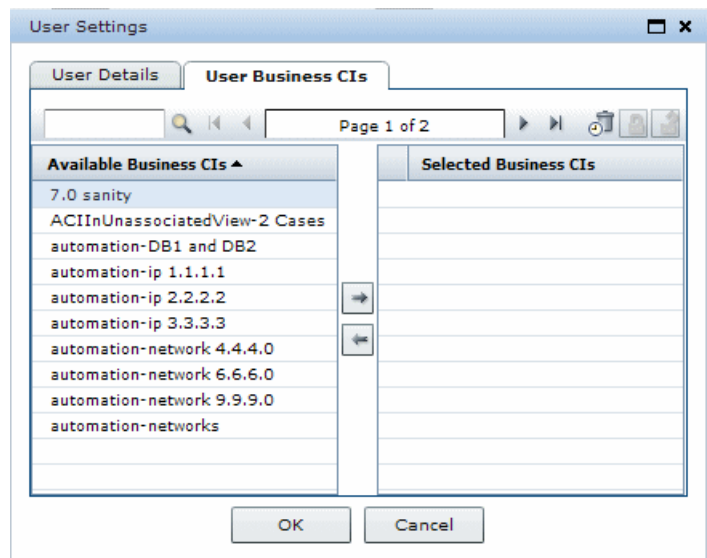 User Settings
User Details
User Business CIs
Page 1 of 2
Available Business CIs
Selected Business CIs
7.0 sanity
ACIInUnassociatedView-2 Cases
automation-DB1 and DB2
automation-ip 1.1.1.1
automation-ip 2.2.2.2
automation-ip 3.3.3.3
automation-network 4.4.4.0
automation-network 6.6.6.0
automation-network 9.9.9.0
automation-networks
OK
Cancel